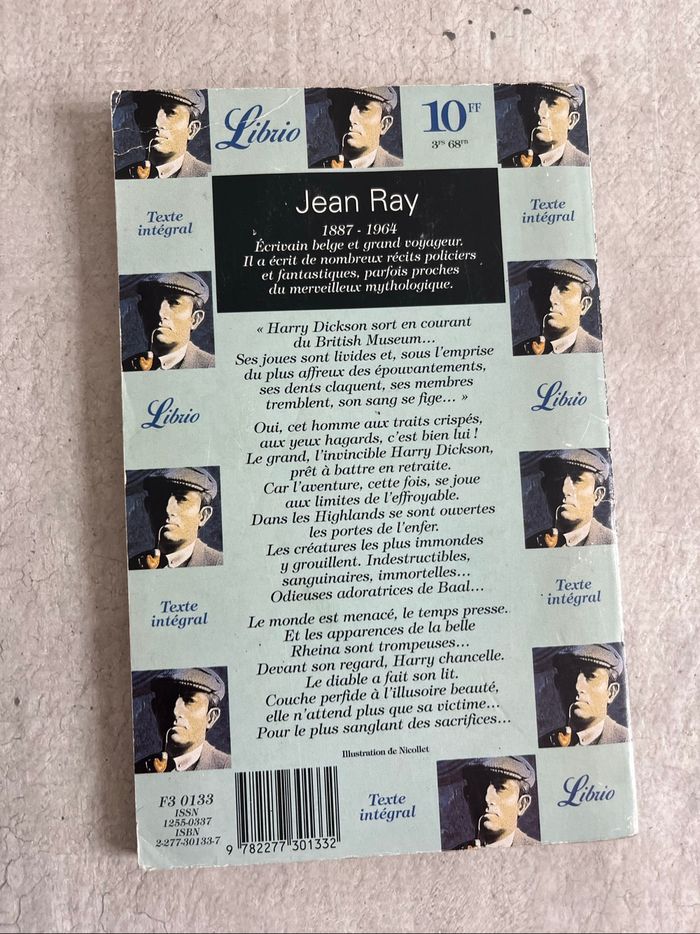 Librio
10 FF
3rs 68rn
Texte
intégral
Texte
intégral
Jean Ray
1887 - 1964
Écrivain belge et grand voyageur.
Il a écrit de nombreux récits policiers
et fantastiques, parfois proches
du merveilleux mythologique.
« Harry Dickson sort en courant
du British Museum...
Ses joues sont livides et, sous l'emprise
du plus affreux des épouvantements,
ses dents claquent, ses membres
tremblent, son sang se fige... »
Librio
Librio
Oui, cet homme aux traits crispés,
aux yeux hagards, c'est bien lui !
Le grand, l'invincible Harry Dickson,
prêt à battre en retraite.
Car l'aventure, cette fois, se joue
aux limites de l'effroyable.
Dans les Highlands se sont ouvertes
les portes de l'enfer.
Les créatures les plus immondes
y grouillent. Indestructibles,
sanguinaires, immortelles...
Odieuses adoratrices de Baal...
Texte
intégral
Texte
intégral
Le monde est menacé, le temps presse.
Et les apparences de la belle
Rheina sont trompeuses...
Devant son regard, Harry chancelle.
Le diable a fait son lit.
Couche perfide à l'illusoire beauté,
elle n'attend plus que sa victime...
Pour le plus sanglant des sacrifices...
Illustration de Nicollet
F3 0133
ISSN
1255-0337
ISBN
2-277-30133-7
9 782277 301332
Texte
intégral
Librio